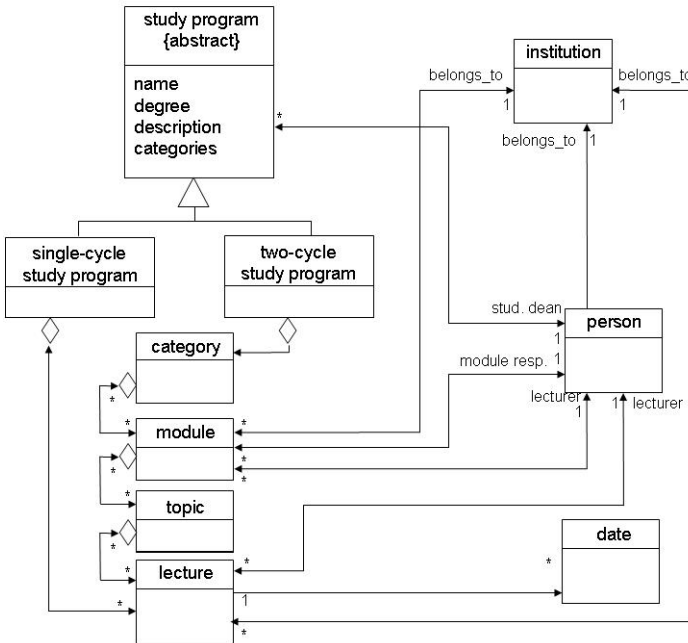 study program
{abstract}
name
degree
description
categories
*
institution
belongs_to
1
belongs_to
1
belongs_to
1
single-cycle
study program
two-cycle
study program
stud. dean
1
person
category
*
module resp.
1
lecturer
1
1
lecturer
*
module
*
*
*
*
*
topic
*
*
lecture
*
*
*
1
*
date
*